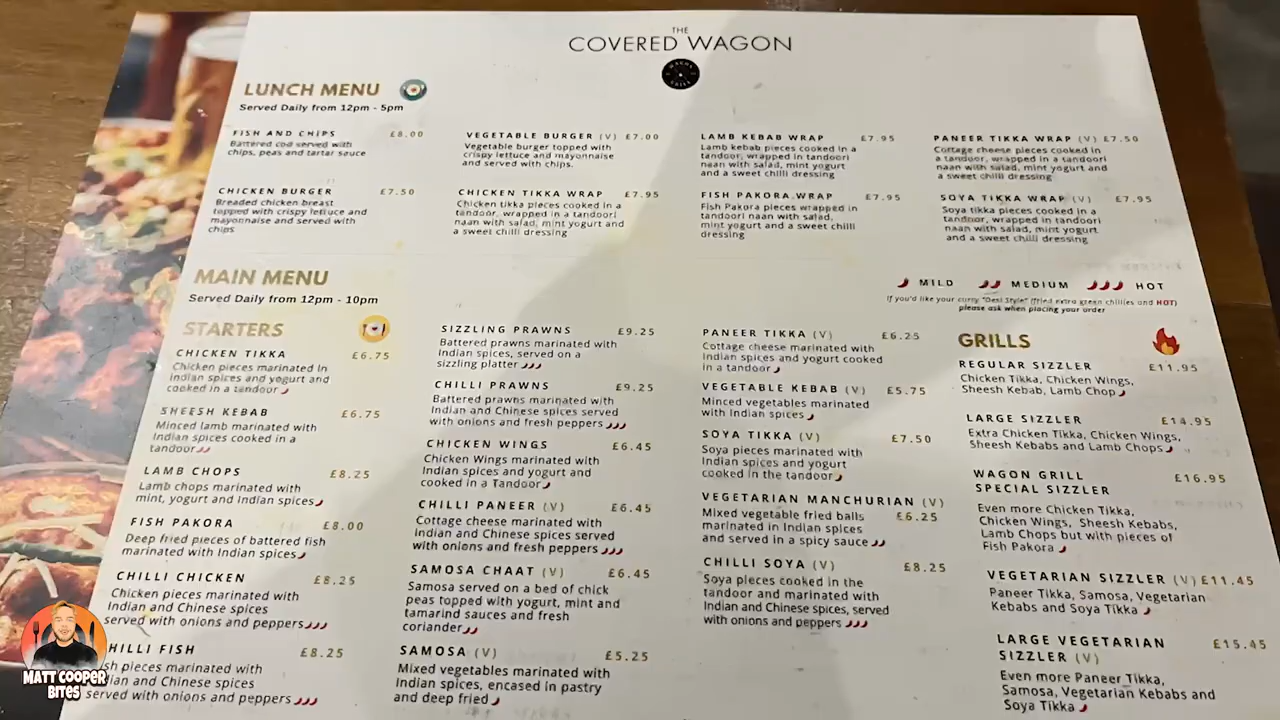 THE
COVERED WAGON
WAGON
GRILL
LUNCH MENU
Served Daily from 12pm - 5pm
FISH AND CHIPS £8.00
Battered cod served with
chips, peas and tartar sauce
CHICKEN BURGER £7.50
Breaded chicken breast
topped with crispy lettuce and
mayonnaise and served with
chips
VEGETABLE BURGER (V) £7.00
Vegetable burger topped with
crispy lettuce and mayonnaise
and served with chips.
CHICKEN TIKKA WRAP £7.95
Chicken tikka pieces cooked in a
tandoor, wrapped in a tandoori
naan with salad, mint yogurt and
a sweet chilli dressing
LAMB KEBAB WRAP £7.95
Lamb kebab pieces cooked in a
tandoor, wrapped in tandoori
naan with salad, mint yogurt
and a sweet chilli dressing
FISH PAKORA WRAP £7.95
Fish Pakora pieces wrapped in
tandoori naan with salad,
mint yogurt and a sweet chilli
dressing
PANEER TIKKA WRAP (V) £7.50
Cottage cheese pieces cooked in
a tandoor, wrapped in a tandoori
naan with salad, mint yogurt
and a sweet chilli dressing
SOYA TIKKA WRAP (V) £7.95
Soya tikka pieces cooked in a
tandoor, wrapped in tandoori
naan with salad, mint yogurt
and a sweet chilli dressing
MAIN MENU
Served Daily from 12pm - 10pm
MILD MEDIUM HOT
If you'd like your curry "Desi Style" (fried extra green chillies and HOT)
please ask when placing your order
STARTERS
CHICKEN TIKKA £6.75
Chicken pieces marinated in
Indian spices and yogurt and
cooked in a tandoor
SHEESH KEBAB £6.75
Minced lamb marinated with
Indian spices cooked in a
tandoor
LAMB CHOPS £8.25
Lamb chops marinated with
mint, yogurt and Indian spices
FISH PAKORA £8.00
Deep fried pieces of battered fish
marinated with Indian spices
CHILLI CHICKEN £8.25
Chicken pieces marinated with
Indian and Chinese spices
served with onions and peppers
HILLI FISH £8.25
sh pieces marinated with
ian and Chinese spices
served with onions and peppers
SIZZLING PRAWNS £9.25
Battered prawns marinated with
Indian spices, served on a
sizzling platter
CHILLI PRAWNS £9.25
Battered prawns marinated with
Indian and Chinese spices served
with onions and fresh peppers
CHICKEN WINGS £6.45
Chicken Wings marinated with
Indian spices and yogurt and
cooked in a Tandoor
CHILLI PANEER (V) £6.45
Cottage cheese marinated with
Indian and Chinese spices served
with onions and fresh peppers
SAMOSA CHAAT (V) £6.45
Samosa served on a bed of chick
peas topped with yogurt, mint and
tamarind sauces and fresh
coriander
SAMOSA (V) £5.25
Mixed vegetables marinated with
Indian spices, encased in pastry
and deep fried
PANEER TIKKA (V) £6.25
Cottage cheese marinated with
Indian spices and yogurt cooked
in a tandoor
VEGETABLE KEBAB (V) £5.75
Minced vegetables marinated
with Indian spices
SOYA TIKKA (V) £7.50
Soya pieces marinated with
Indian spices and yogurt
cooked in the tandoor
VEGETARIAN MANCHURIAN (V)
Mixed vegetable fried balls £6.25
marinated in Indian spices
and served in a spicy sauce
CHILLI SOYA (V) £8.25
Soya pieces cooked in the
tandoor and marinated with
Indian and Chinese spices, served
with onions and peppers
GRILLS
REGULAR SIZZLER £11.95
Chicken Tikka, Chicken Wings,
Sheesh Kebab, Lamb Chop
LARGE SIZZLER £14.95
Extra Chicken Tikka, Chicken Wings,
Sheesh Kebabs and Lamb Chops
WAGON GRILL £16.95
SPECIAL SIZZLER
Even more Chicken Tikka,
Chicken Wings, Sheesh Kebabs,
Lamb Chops but with pieces of
Fish Pakora
VEGETARIAN SIZZLER (V) £11.45
Paneer Tikka, Samosa, Vegetarian
Kebabs and Soya Tikka
LARGE VEGETARIAN £15.45
SIZZLER (V)
Even more Paneer Tikka,
Samosa, Vegetarian Kebabs and
Soya Tikka
MATT COOPER
BITES